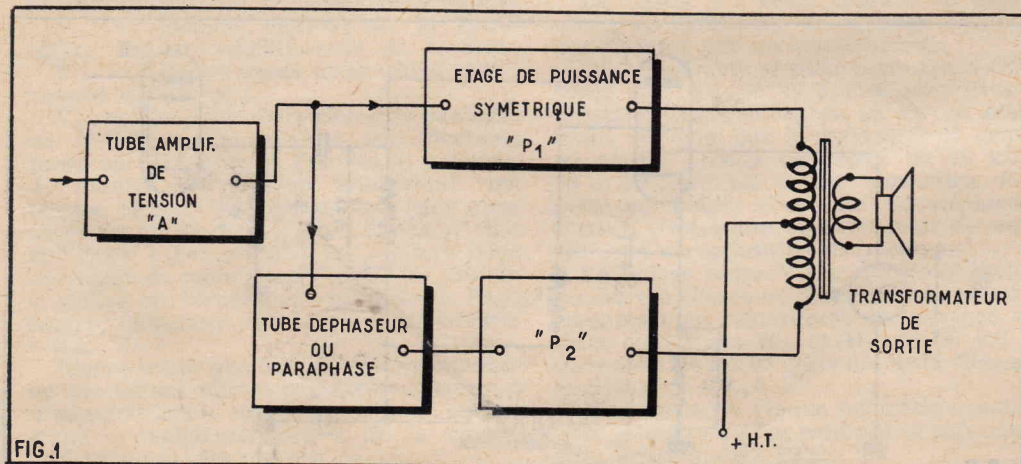 ETAGE DE PUISSANCE
SYMETRIQUE
"P1"
TUBE AMPLIF.
DE
TENSION
"A"
TUBE DEPHASEUR
OU
PARAPHASE
"P2"
TRANSFORMATEUR
DE
SORTIE
+ H.T.
FIG.1